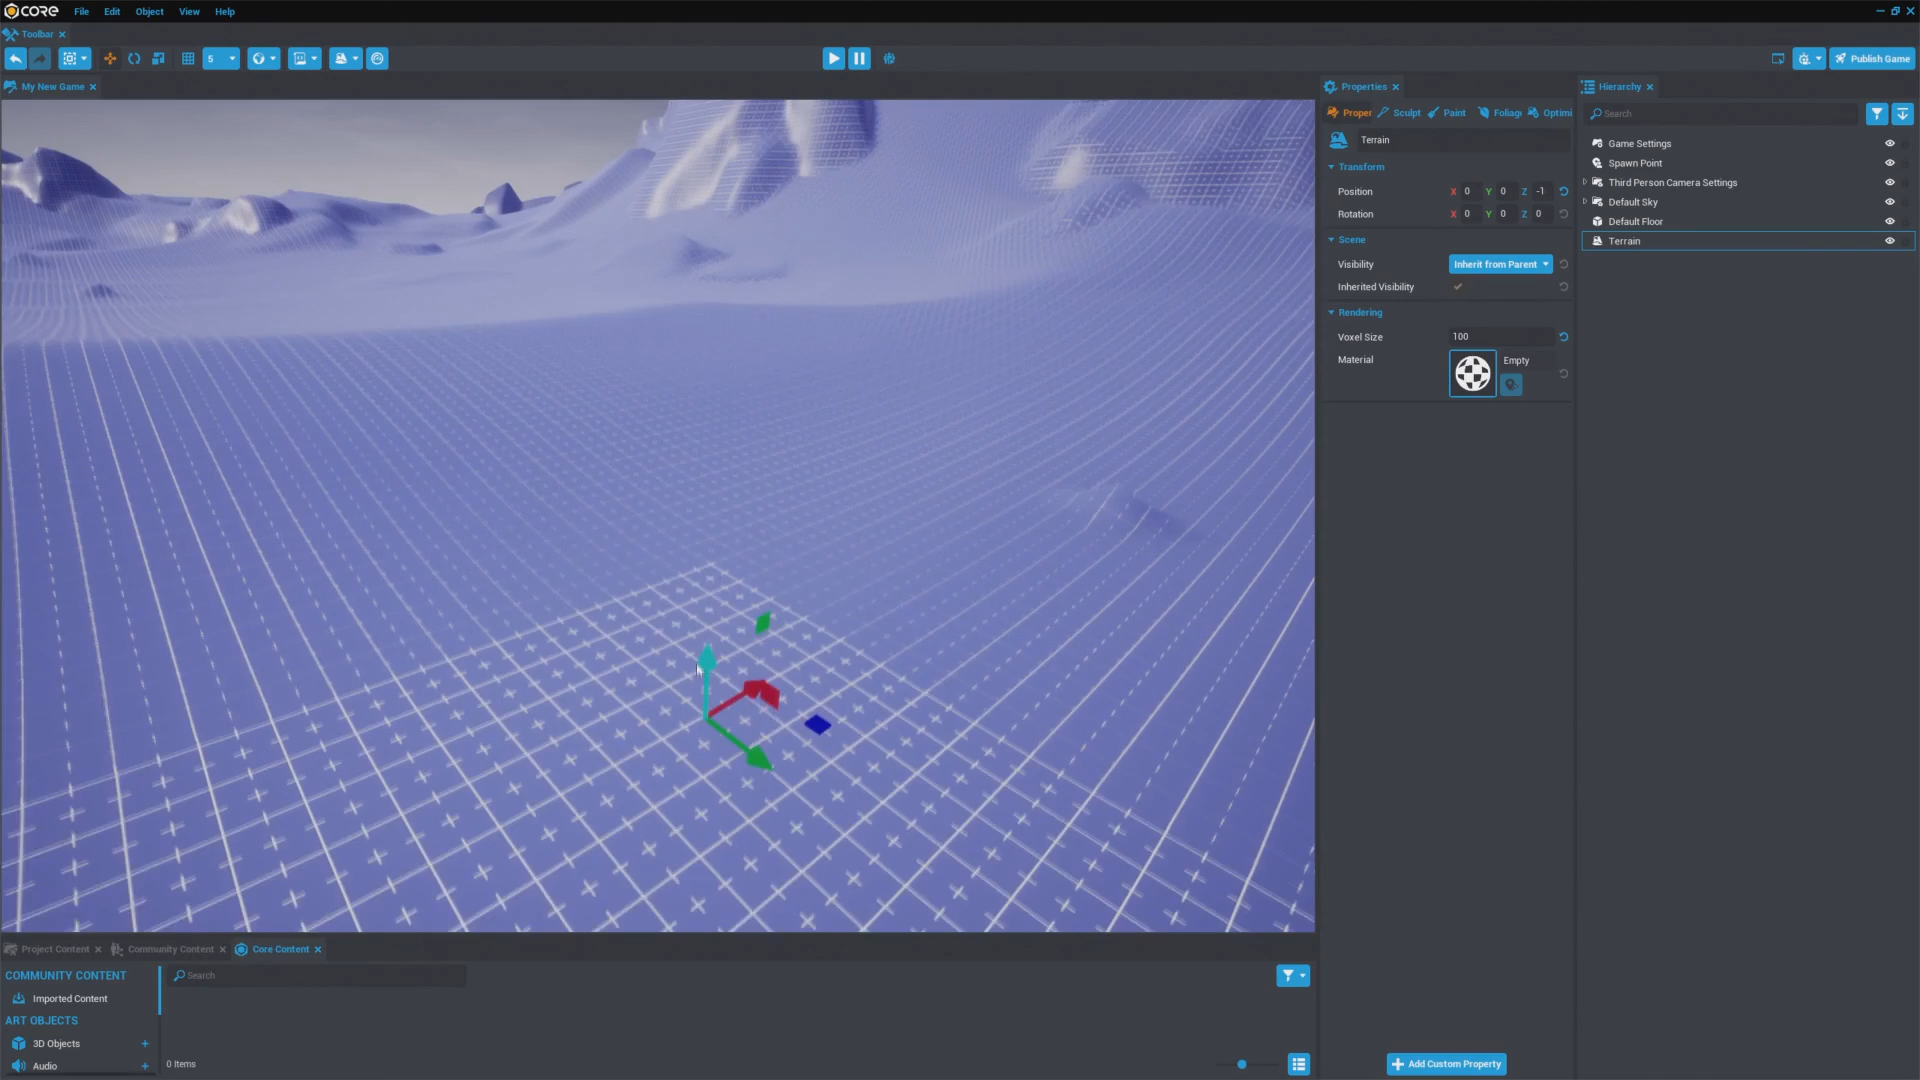 CORE File Edit Object View Help
Toolbar
5
Publish Game
My New Game
Properties
Proper Sculpt Paint Foliag Optimi
Terrain
Transform
Position X 0 Y 0 Z -1
Rotation X 0 Y 0 Z 0
Scene
Visibility Inherit from Parent
Inherited Visibility
Rendering
Voxel Size 100
Material Empty
Add Custom Property
Hierarchy
Search
Game Settings
Spawn Point
Third Person Camera Settings
Default Sky
Default Floor
Terrain
Project Content Community Content Core Content
COMMUNITY CONTENT
Imported Content
ART OBJECTS
3D Objects
Audio
Search
0 Items